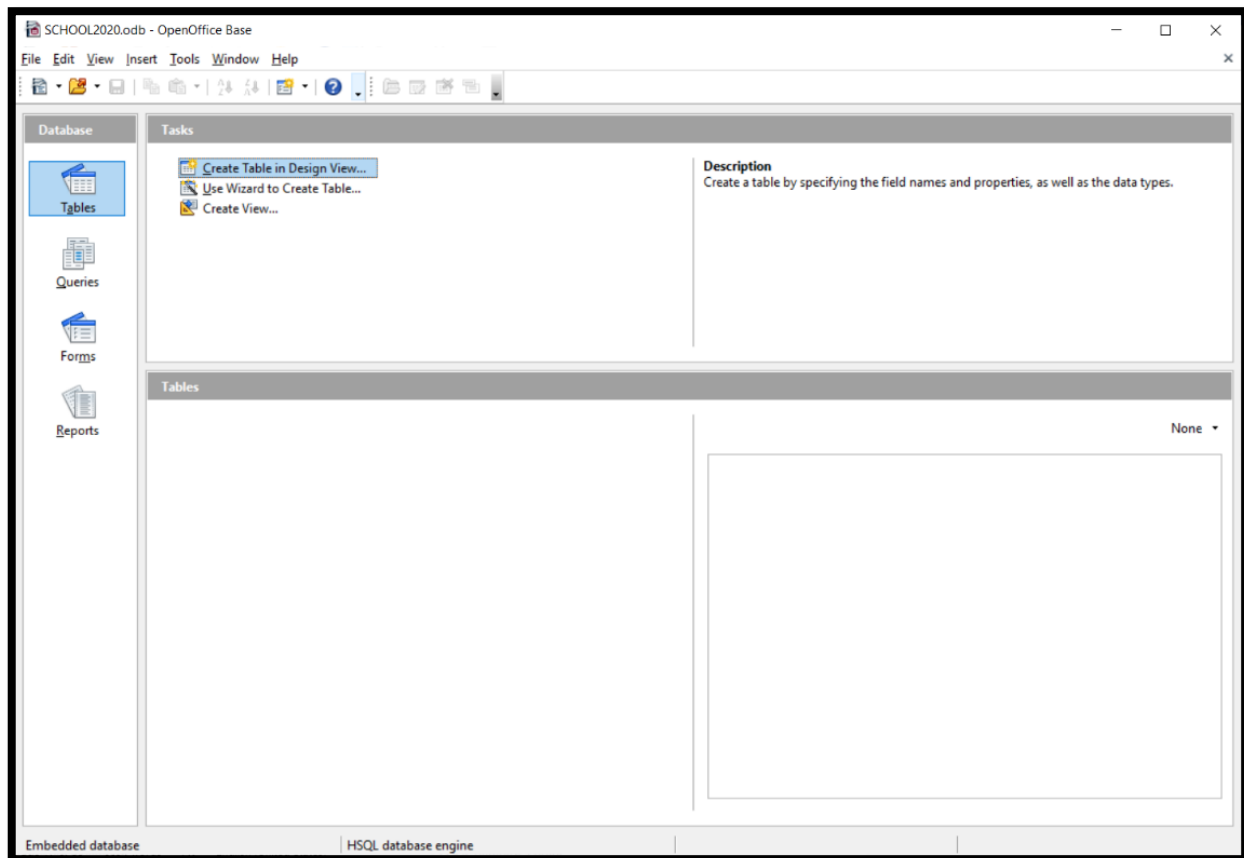 SCHOOL2020.odb - OpenOffice Base
File Edit View Insert Tools Window Help
Database
Tables
Queries
Forms
Reports
Tasks
Create Table in Design View...
Use Wizard to Create Table...
Create View...
Description
Create a table by specifying the field names and properties, as well as the data types.
Tables
None
Embedded database
HSQL database engine